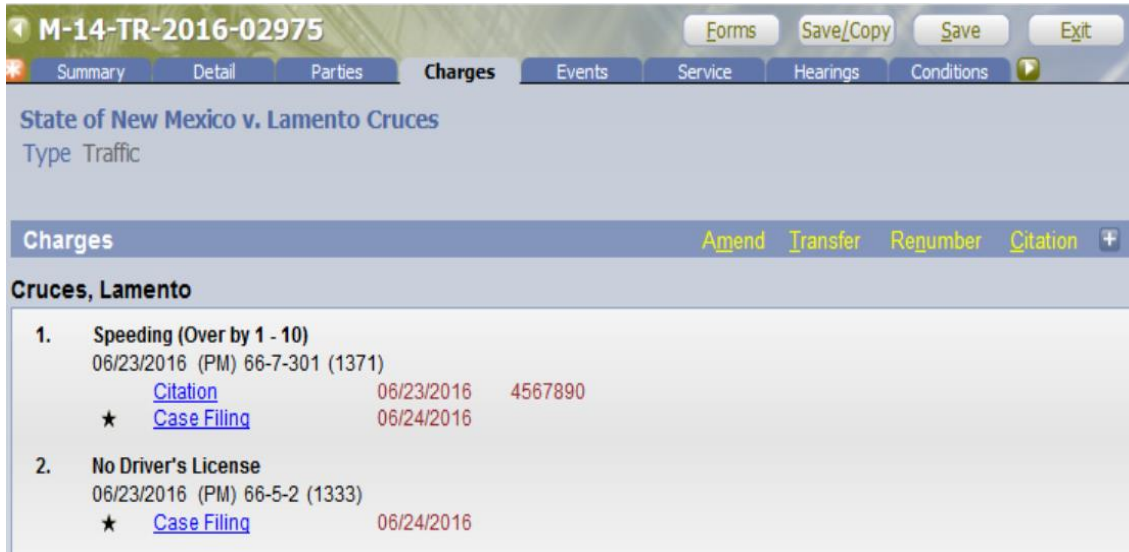 M-14-TR-2016-02975 Forms Save/Copy Save Exit
Summary Detail Parties Charges Events Service Hearings Conditions
State of New Mexico v. Lamento Cruces
Type Traffic
Charges Amend Transfer Renumber Citation
Cruces, Lamento
1. Speeding (Over by 1 - 10)
06/23/2016 (PM) 66-7-301 (1371)
Citation 06/23/2016 4567890
★ Case Filing 06/24/2016
2. No Driver's License
06/23/2016 (PM) 66-5-2 (1333)
★ Case Filing 06/24/2016